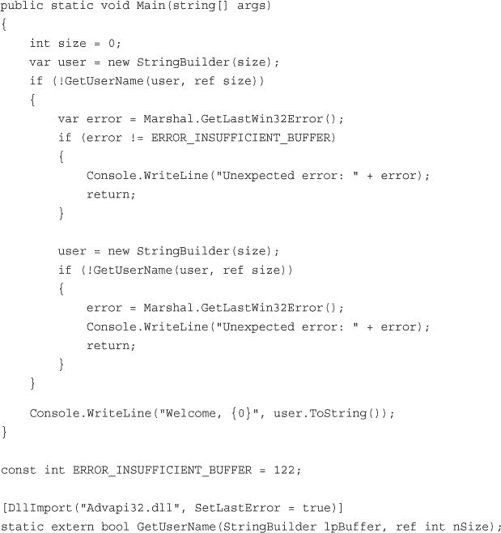 public static void Main(string[] args)
{
    int size = 0;
    var user = new StringBuilder(size);
    if (!GetUserName(user, ref size))
    {
        var error = Marshal.GetLastWin32Error();
        if (error != ERROR_INSUFFICIENT_BUFFER)
        {
            Console.WriteLine("Unexpected error: " + error);
            return;
        }

        user = new StringBuilder(size);
        if (!GetUserName(user, ref size))
        {
            error = Marshal.GetLastWin32Error();
            Console.WriteLine("Unexpected error: " + error);
            return;
        }
    }
    Console.WriteLine("Welcome, {0}", user.ToString());
}

const int ERROR_INSUFFICIENT_BUFFER = 122;

[DllImport("Advapi32.dll", SetLastError = true)]
static extern bool GetUserName(StringBuilder lpBuffer, ref int nSize);